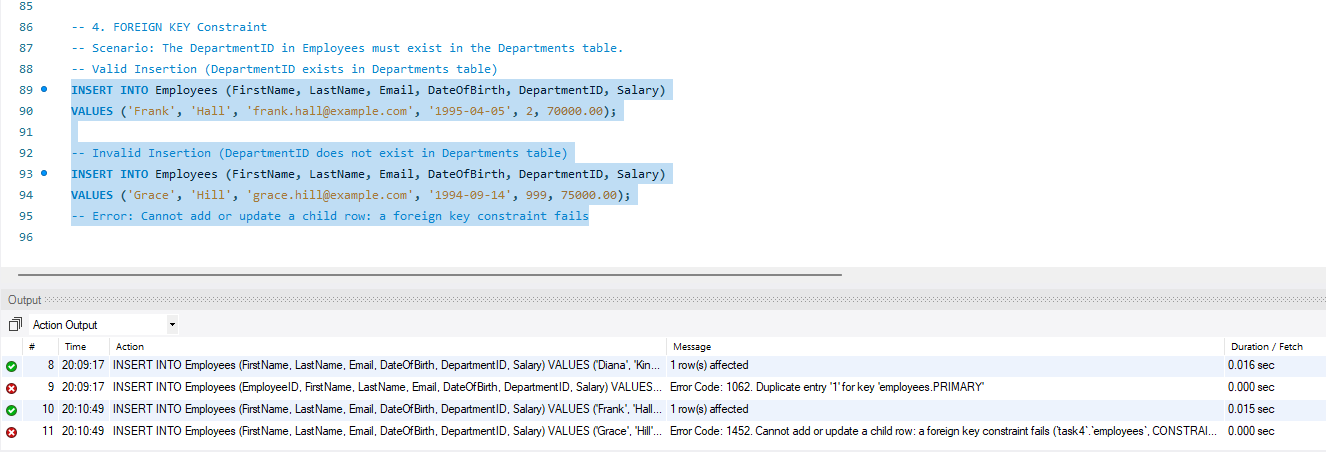 85
86 -- 4. FOREIGN KEY Constraint
87 -- Scenario: The DepartmentID in Employees must exist in the Departments table.
88 -- Valid Insertion (DepartmentID exists in Departments table)
89 INSERT INTO Employees (FirstName, LastName, Email, DateOfBirth, DepartmentID, Salary)
90 VALUES ('Frank', 'Hall', 'frank.hall@example.com', '1995-04-05', 2, 70000.00);
91
92 -- Invalid Insertion (DepartmentID does not exist in Departments table)
93 INSERT INTO Employees (FirstName, LastName, Email, DateOfBirth, DepartmentID, Salary)
94 VALUES ('Grace', 'Hill', 'grace.hill@example.com', '1994-09-14', 999, 75000.00);
95 -- Error: Cannot add or update a child row: a foreign key constraint fails
96
Output
Action Output
# Time Action Message Duration / Fetch
8 20:09:17 INSERT INTO Employees (FirstName, LastName, Email, DateOfBirth, DepartmentID, Salary) VALUES ('Diana', 'Kin... 1 row(s) affected 0.016 sec
9 20:09:17 INSERT INTO Employees (EmployeeID, FirstName, LastName, Email, DateOfBirth, DepartmentID, Salary) VALUES... Error Code: 1062. Duplicate entry '1' for key 'employees.PRIMARY' 0.000 sec
10 20:10:49 INSERT INTO Employees (FirstName, LastName, Email, DateOfBirth, DepartmentID, Salary) VALUES ('Frank', 'Hall... 1 row(s) affected 0.015 sec
11 20:10:49 INSERT INTO Employees (FirstName, LastName, Email, DateOfBirth, DepartmentID, Salary) VALUES ('Grace', 'Hill'... Error Code: 1452. Cannot add or update a child row: a foreign key constraint fails (`task4`.`employees`, CONSTRAI... 0.000 sec